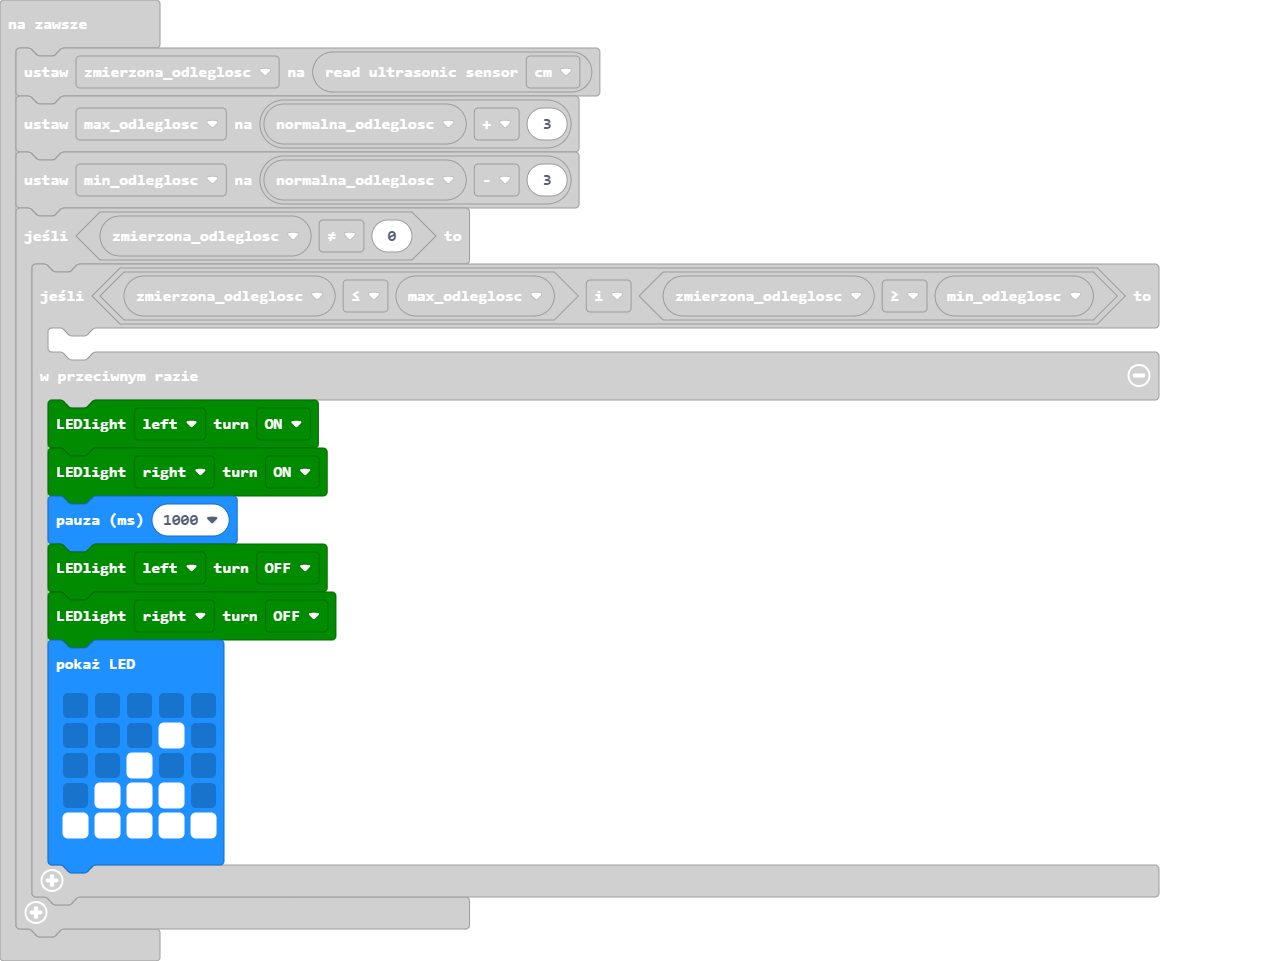 na zawsze
ustaw zmierzona_odleglosc na read ultrasonic sensor cm
ustaw max_odleglosc na normalna_odleglosc + 3
ustaw min_odleglosc na normalna_odleglosc - 3
jeśli zmierzona_odleglosc ≠ 0 to
jeśli zmierzona_odleglosc ≤ max_odleglosc i zmierzona_odleglosc ≥ min_odleglosc to
w przeciwnym razie
LEDlight left turn ON
LEDlight right turn ON
pauza (ms) 1000
LEDlight left turn OFF
LEDlight right turn OFF
pokaż LED